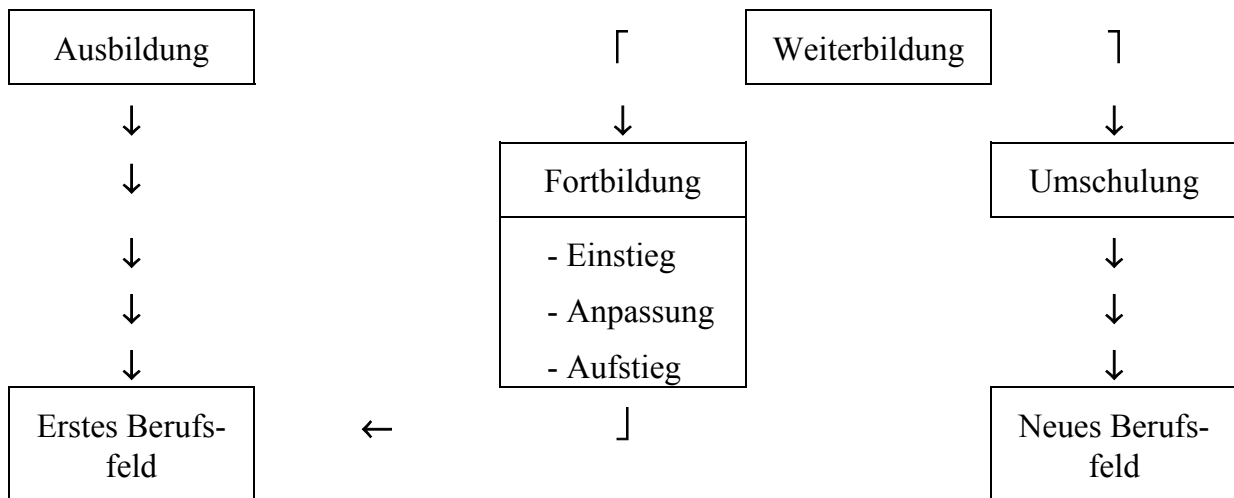 Ausbildung
Weiterbildung
Fortbildung
Umschulung
- Einstieg
- Anpassung
- Aufstieg
Erstes Berufs-
feld
Neues Berufs-
feld